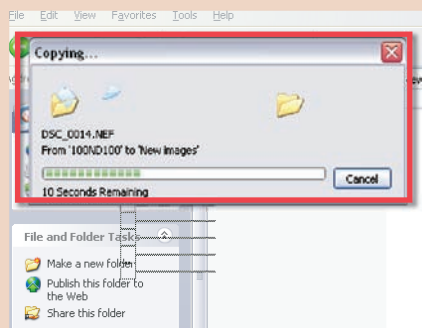 File Edit View Favorites Tools Help
Copying...
DSC_0014.NEF
From '100ND100' to 'New Images'
10 Seconds Remaining
Cancel
File and Folder Tasks
Make a new folder
Publish this folder to
the Web
Share this folder